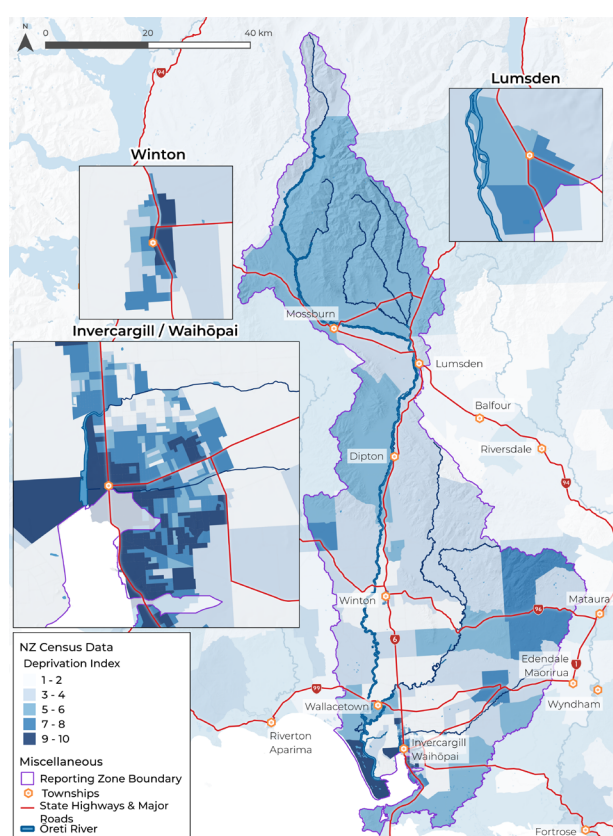 N
0 20 40 km
94
Lumsden
Winton
Mossburn
Invercargill / Waihōpai
Lumsden
Balfour
Riversdale
Dipton
94
Winton
96
Mataura
6
Edendale
Maorirua
1
99
Wallacetown
Wyndham
Riverton
Aparima
Invercargill
Waihōpai
Fortrose
NZ Census Data
Deprivation Index
1 - 2
3 - 4
5 - 6
7 - 8
9 - 10
Miscellaneous
Reporting Zone Boundary
Townships
State Highways & Major
Roads
Ōreti River